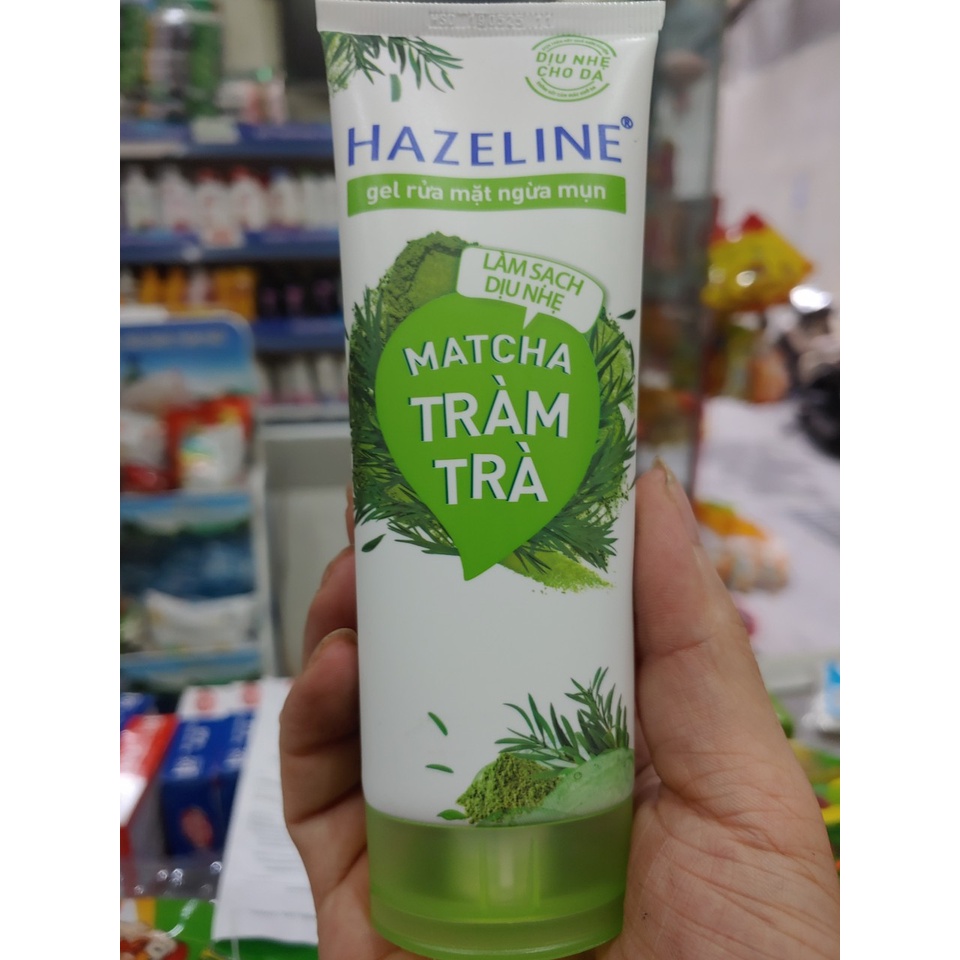 DỊU NHẸ
CHO DA
HAZELINE®
gel rửa mặt ngừa mụn
LÀM SẠCH
DỊU NHẸ
MATCHA
TRÀM
TRÀ